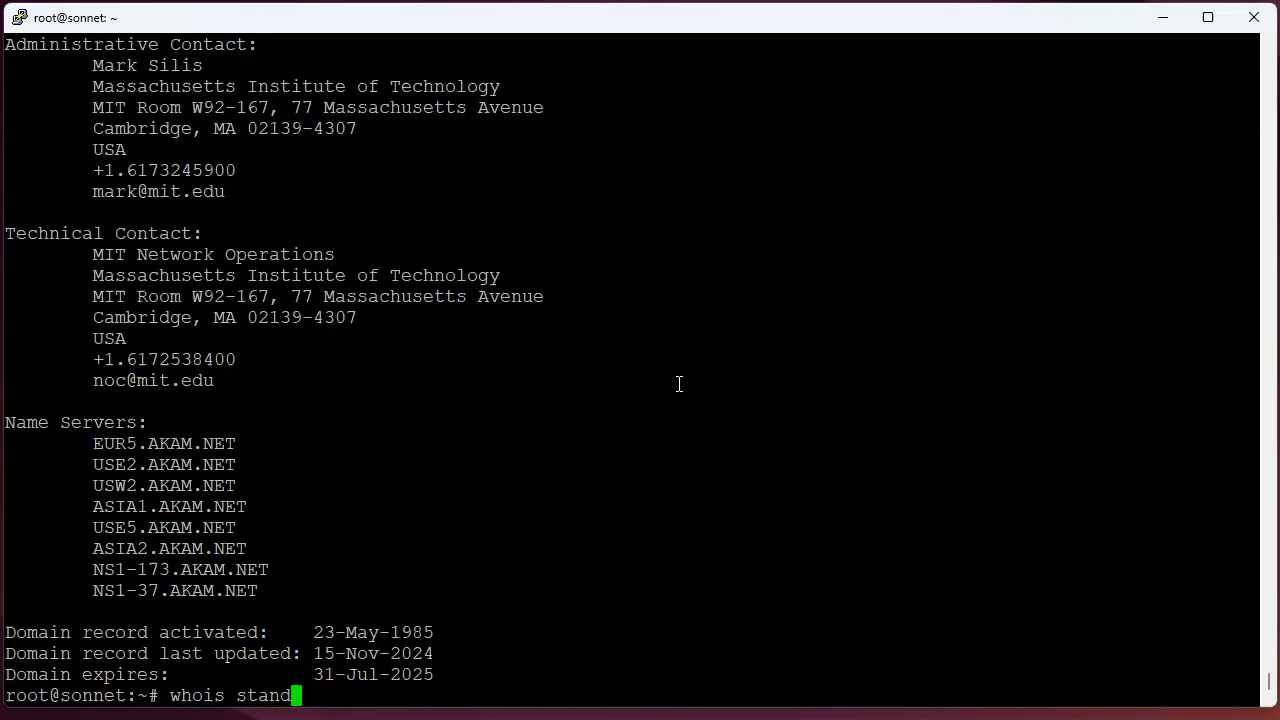 root@sonnet: ~
Administrative Contact:
Mark Silis
Massachusetts Institute of Technology
MIT Room W92-167, 77 Massachusetts Avenue
Cambridge, MA 02139-4307
USA
+1.6173245900
mark@mit.edu
Technical Contact:
MIT Network Operations
Massachusetts Institute of Technology
MIT Room W92-167, 77 Massachusetts Avenue
Cambridge, MA 02139-4307
USA
+1.6172538400
noc@mit.edu
Name Servers:
EUR5.AKAM.NET
USE2.AKAM.NET
USW2.AKAM.NET
ASIA1.AKAM.NET
USE5.AKAM.NET
ASIA2.AKAM.NET
NS1-173.AKAM.NET
NS1-37.AKAM.NET
Domain record activated: 23-May-1985
Domain record last updated: 15-Nov-2024
Domain expires: 31-Jul-2025
root@sonnet:~# whois stand